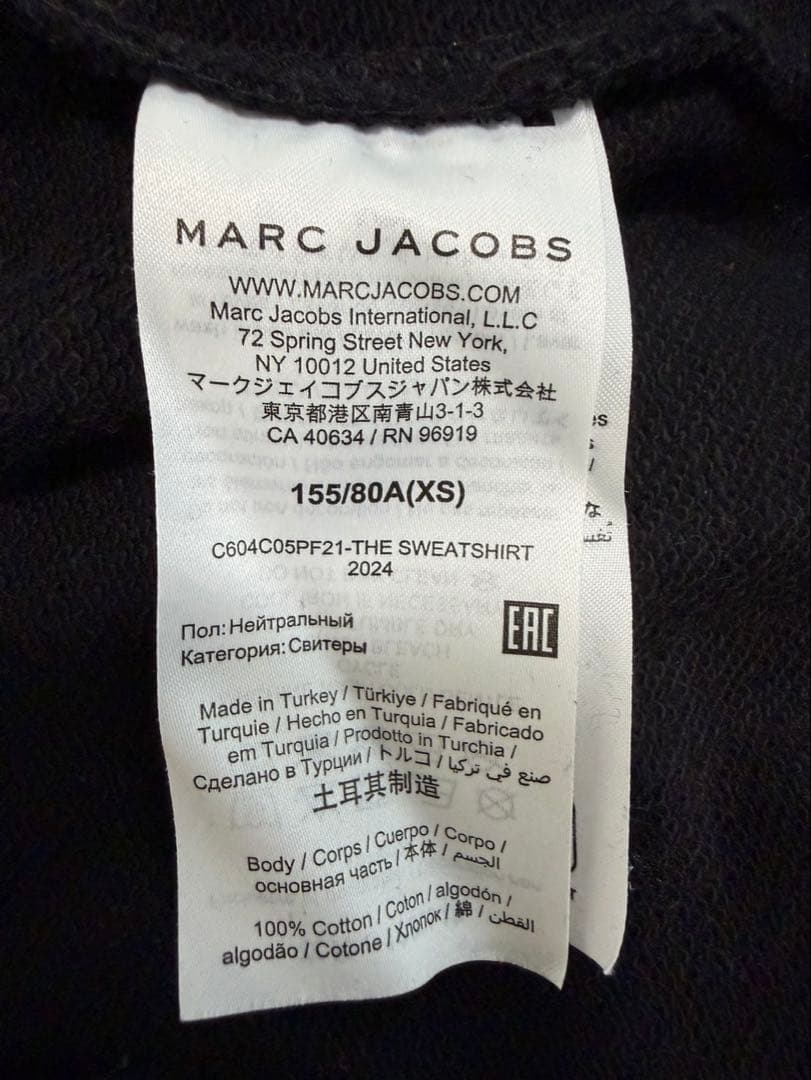 MARC JACOBS
WWW.MARCJACOBS.COM
Marc Jacobs International, L.L.C
72 Spring Street New York,
NY 10012 United States
マークジェイコブスジャパン株式会社
東京都港区南青山3-1-3
CA 40634 / RN 96919
155/80A(XS)
C604C05PF21-THE SWEATSHIRT
2024
Пол: Нейтральный
Категория: Свитеры
EAC
Made in Turkey / Türkiye / Fabriqué en
Turquie / Hecho en Turquia / Fabricado
em Turquia / Prodotto in Turchia /
Сделано в Турции / トルコ / صنع في تركيا
土耳其制造
Body / Corps / Cuerpo / Corpo /
основная часть / 本体 / الجسم
100% Cotton / Coton / algodón /
algodão / Cotone / Хлопок / 綿 / القطن